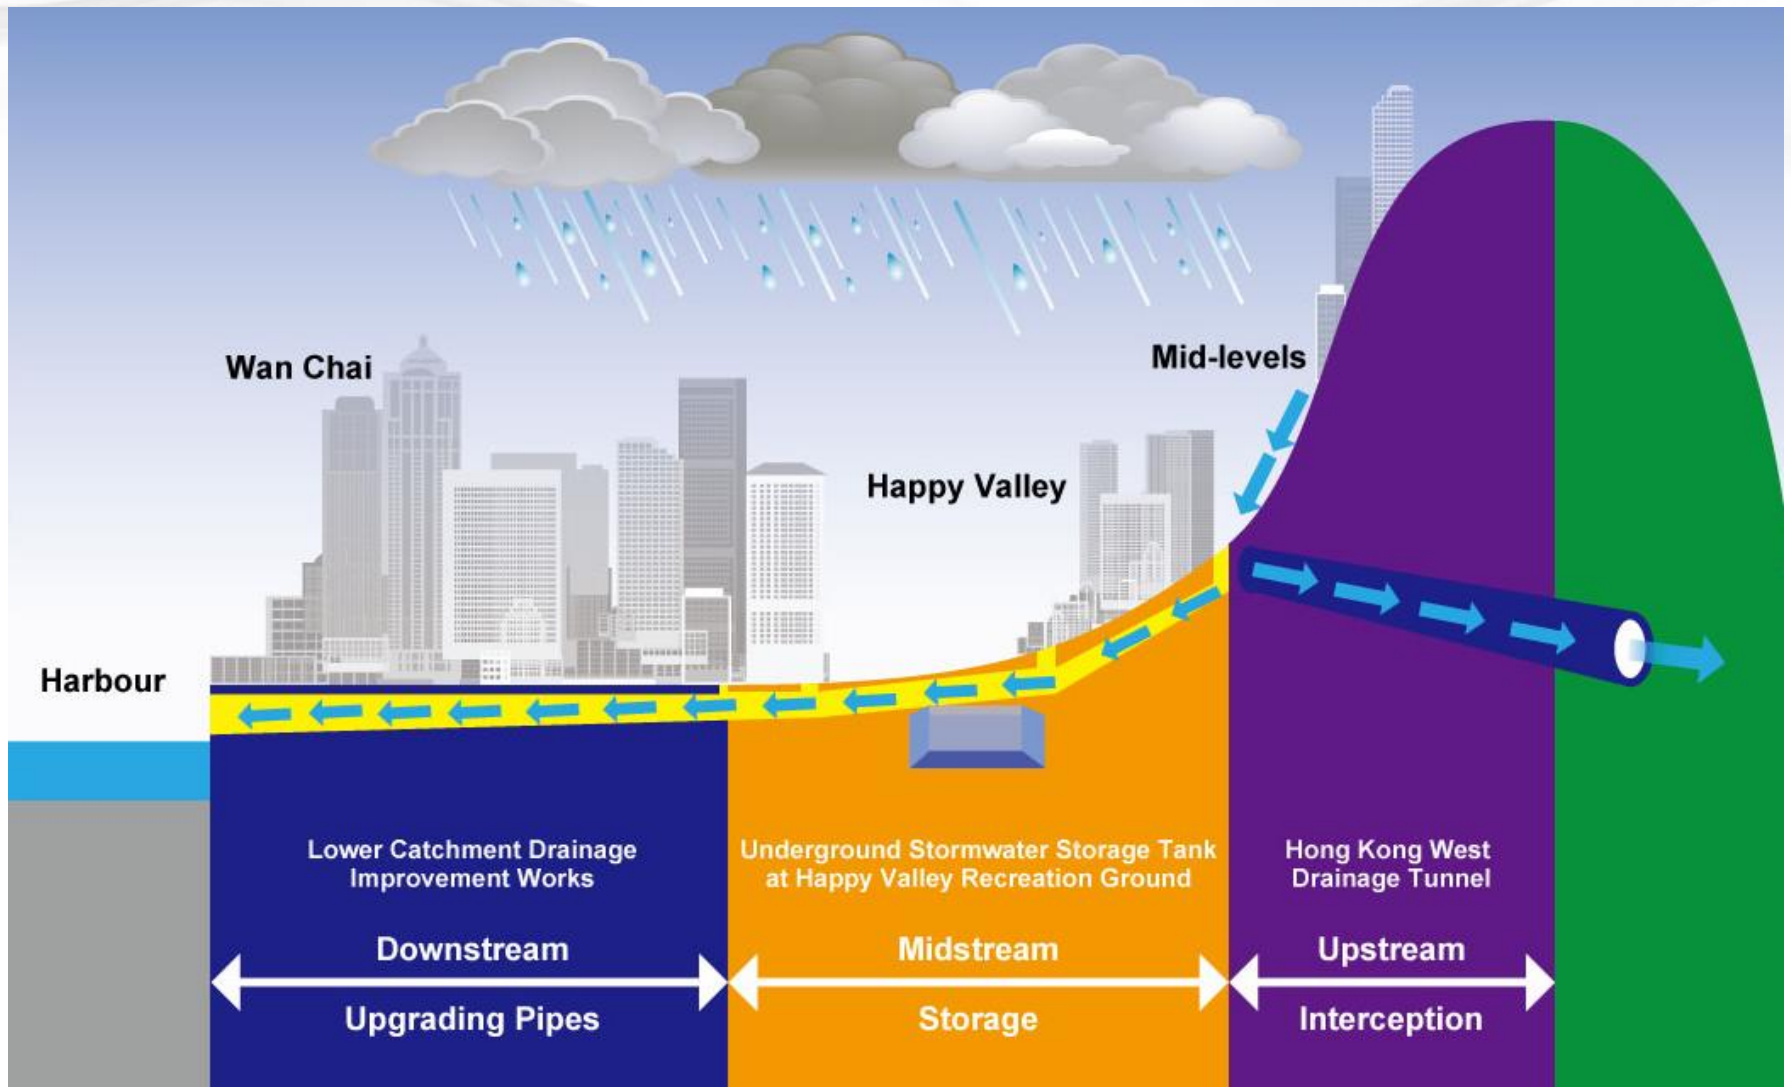 Wan Chai
Mid-levels
Happy Valley
Harbour
Lower Catchment Drainage
Improvement Works
Underground Stormwater Storage Tank
at Happy Valley Recreation Ground
Hong Kong West
Drainage Tunnel
Downstream
Midstream
Upstream
Upgrading Pipes
Storage
Interception